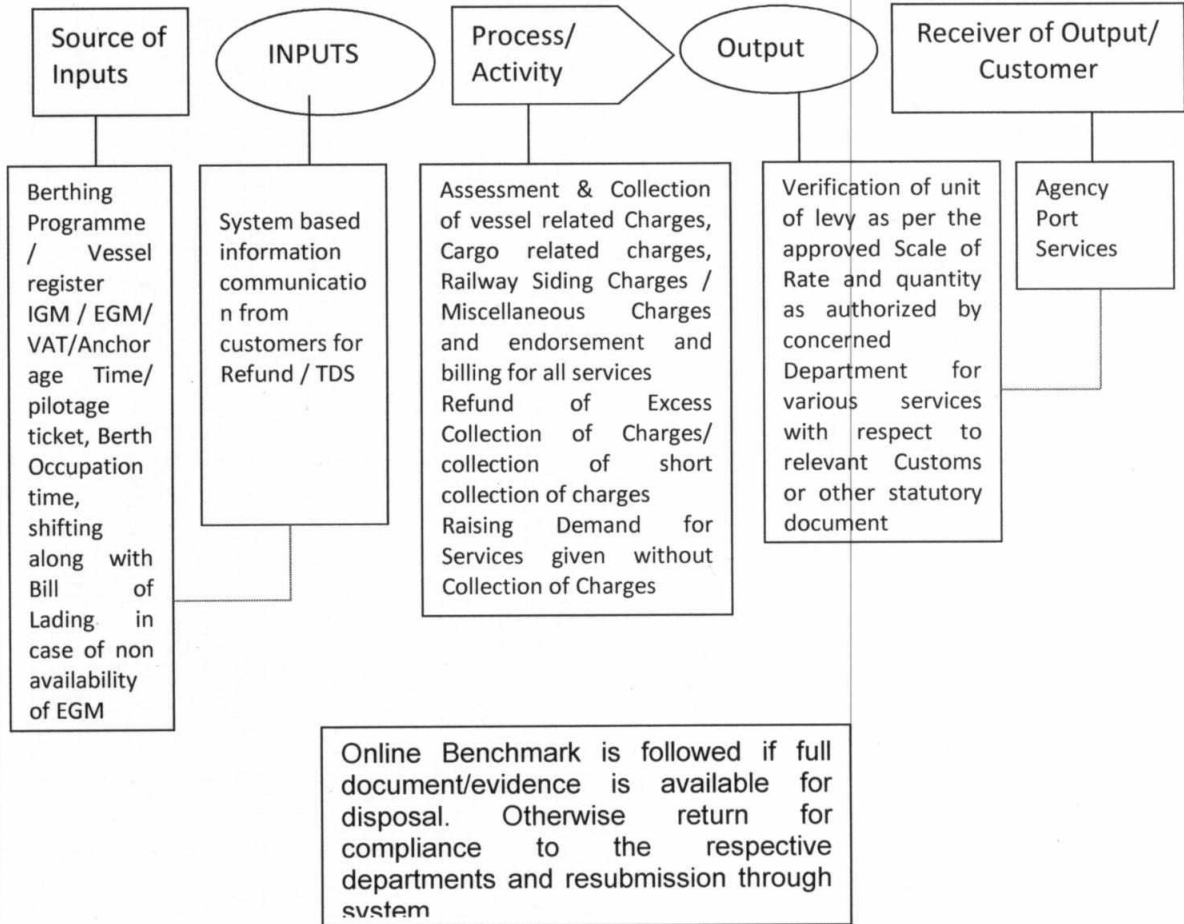 Source of
Inputs
INPUTS
Process/
Activity
Output
Receiver of Output/
Customer
Berthing
Programme
/ Vessel
register
IGM / EGM/
VAT/Anchor
age Time/
pilotage
ticket, Berth
Occupation
time,
shifting
along with
Bill of
Lading in
case of non
availability
of EGM
System based
information
communicatio
n from
customers for
Refund / TDS
Assessment & Collection
of vessel related Charges,
Cargo related charges,
Railway Siding Charges /
Miscellaneous Charges
and endorsement and
billing for all services
Refund of Excess
Collection of Charges/
collection of short
collection of charges
Raising Demand for
Services given without
Collection of Charges
Verification of unit
of levy as per the
approved Scale of
Rate and quantity
as authorized by
concerned
Department for
various services
with respect to
relevant Customs
or other statutory
document
Agency
Port
Services
Online Benchmark is followed if full
document/evidence is available for
disposal. Otherwise return for
compliance to the respective
departments and resubmission through
system